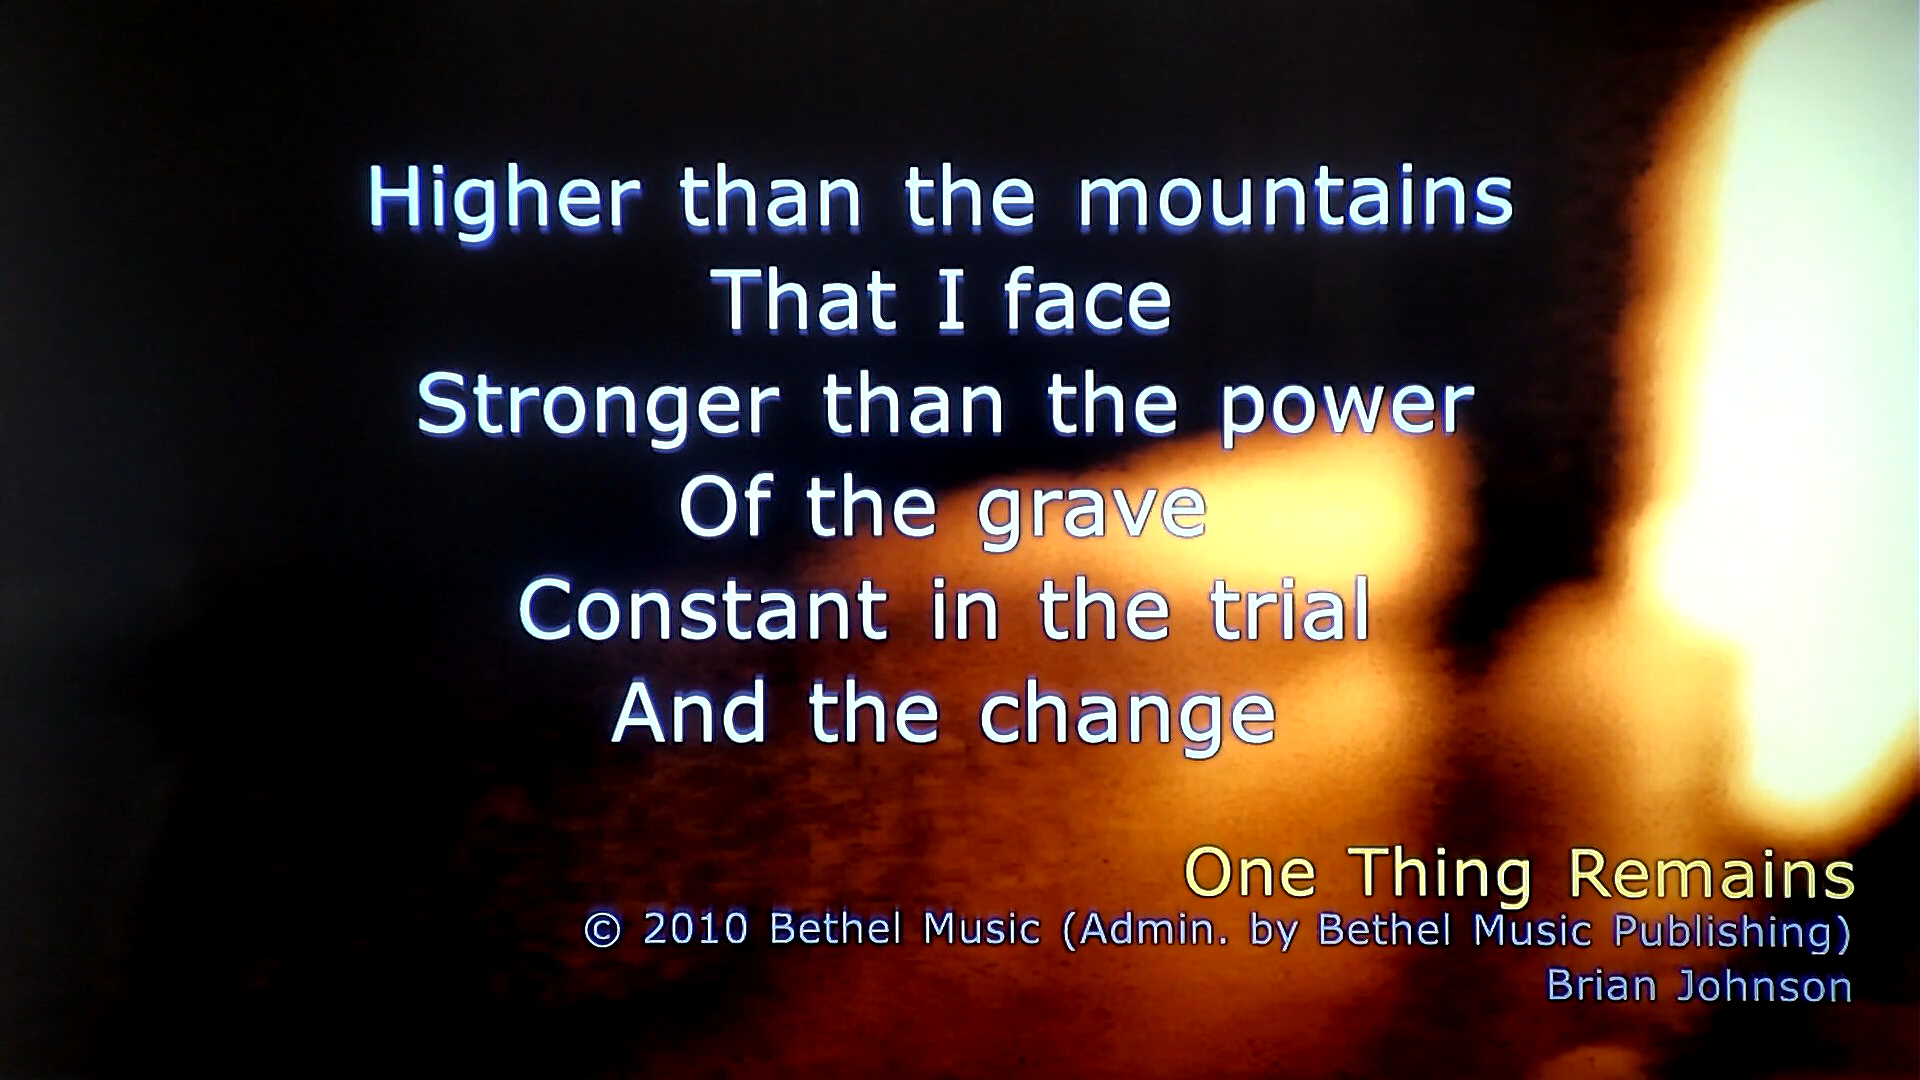 Higher than the mountains
That I face
Stronger than the power
Of the grave
Constant in the trial
And the change
One Thing Remains
© 2010 Bethel Music (Admin. by Bethel Music Publishing)
Brian Johnson